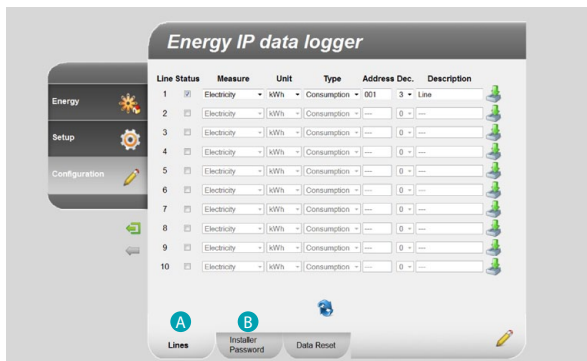 Energy IP data logger
Energy
Setup
Configuration
Line Status Measure Unit Type Address Dec. Description
1 Electricity kWh Consumption 001 3 Line
2 Electricity kWh Consumption --- 0 ---
3 Electricity kWh Consumption --- 0 ---
4 Electricity kWh Consumption --- 0 ---
5 Electricity kWh Consumption --- 0 ---
6 Electricity kWh Consumption --- 0 ---
7 Electricity kWh Consumption --- 0 ---
8 Electricity kWh Consumption --- 0 ---
9 Electricity kWh Consumption --- 0 ---
10 Electricity kWh Consumption --- 0 ---
A B
Lines
Installer
Password
Data Reset